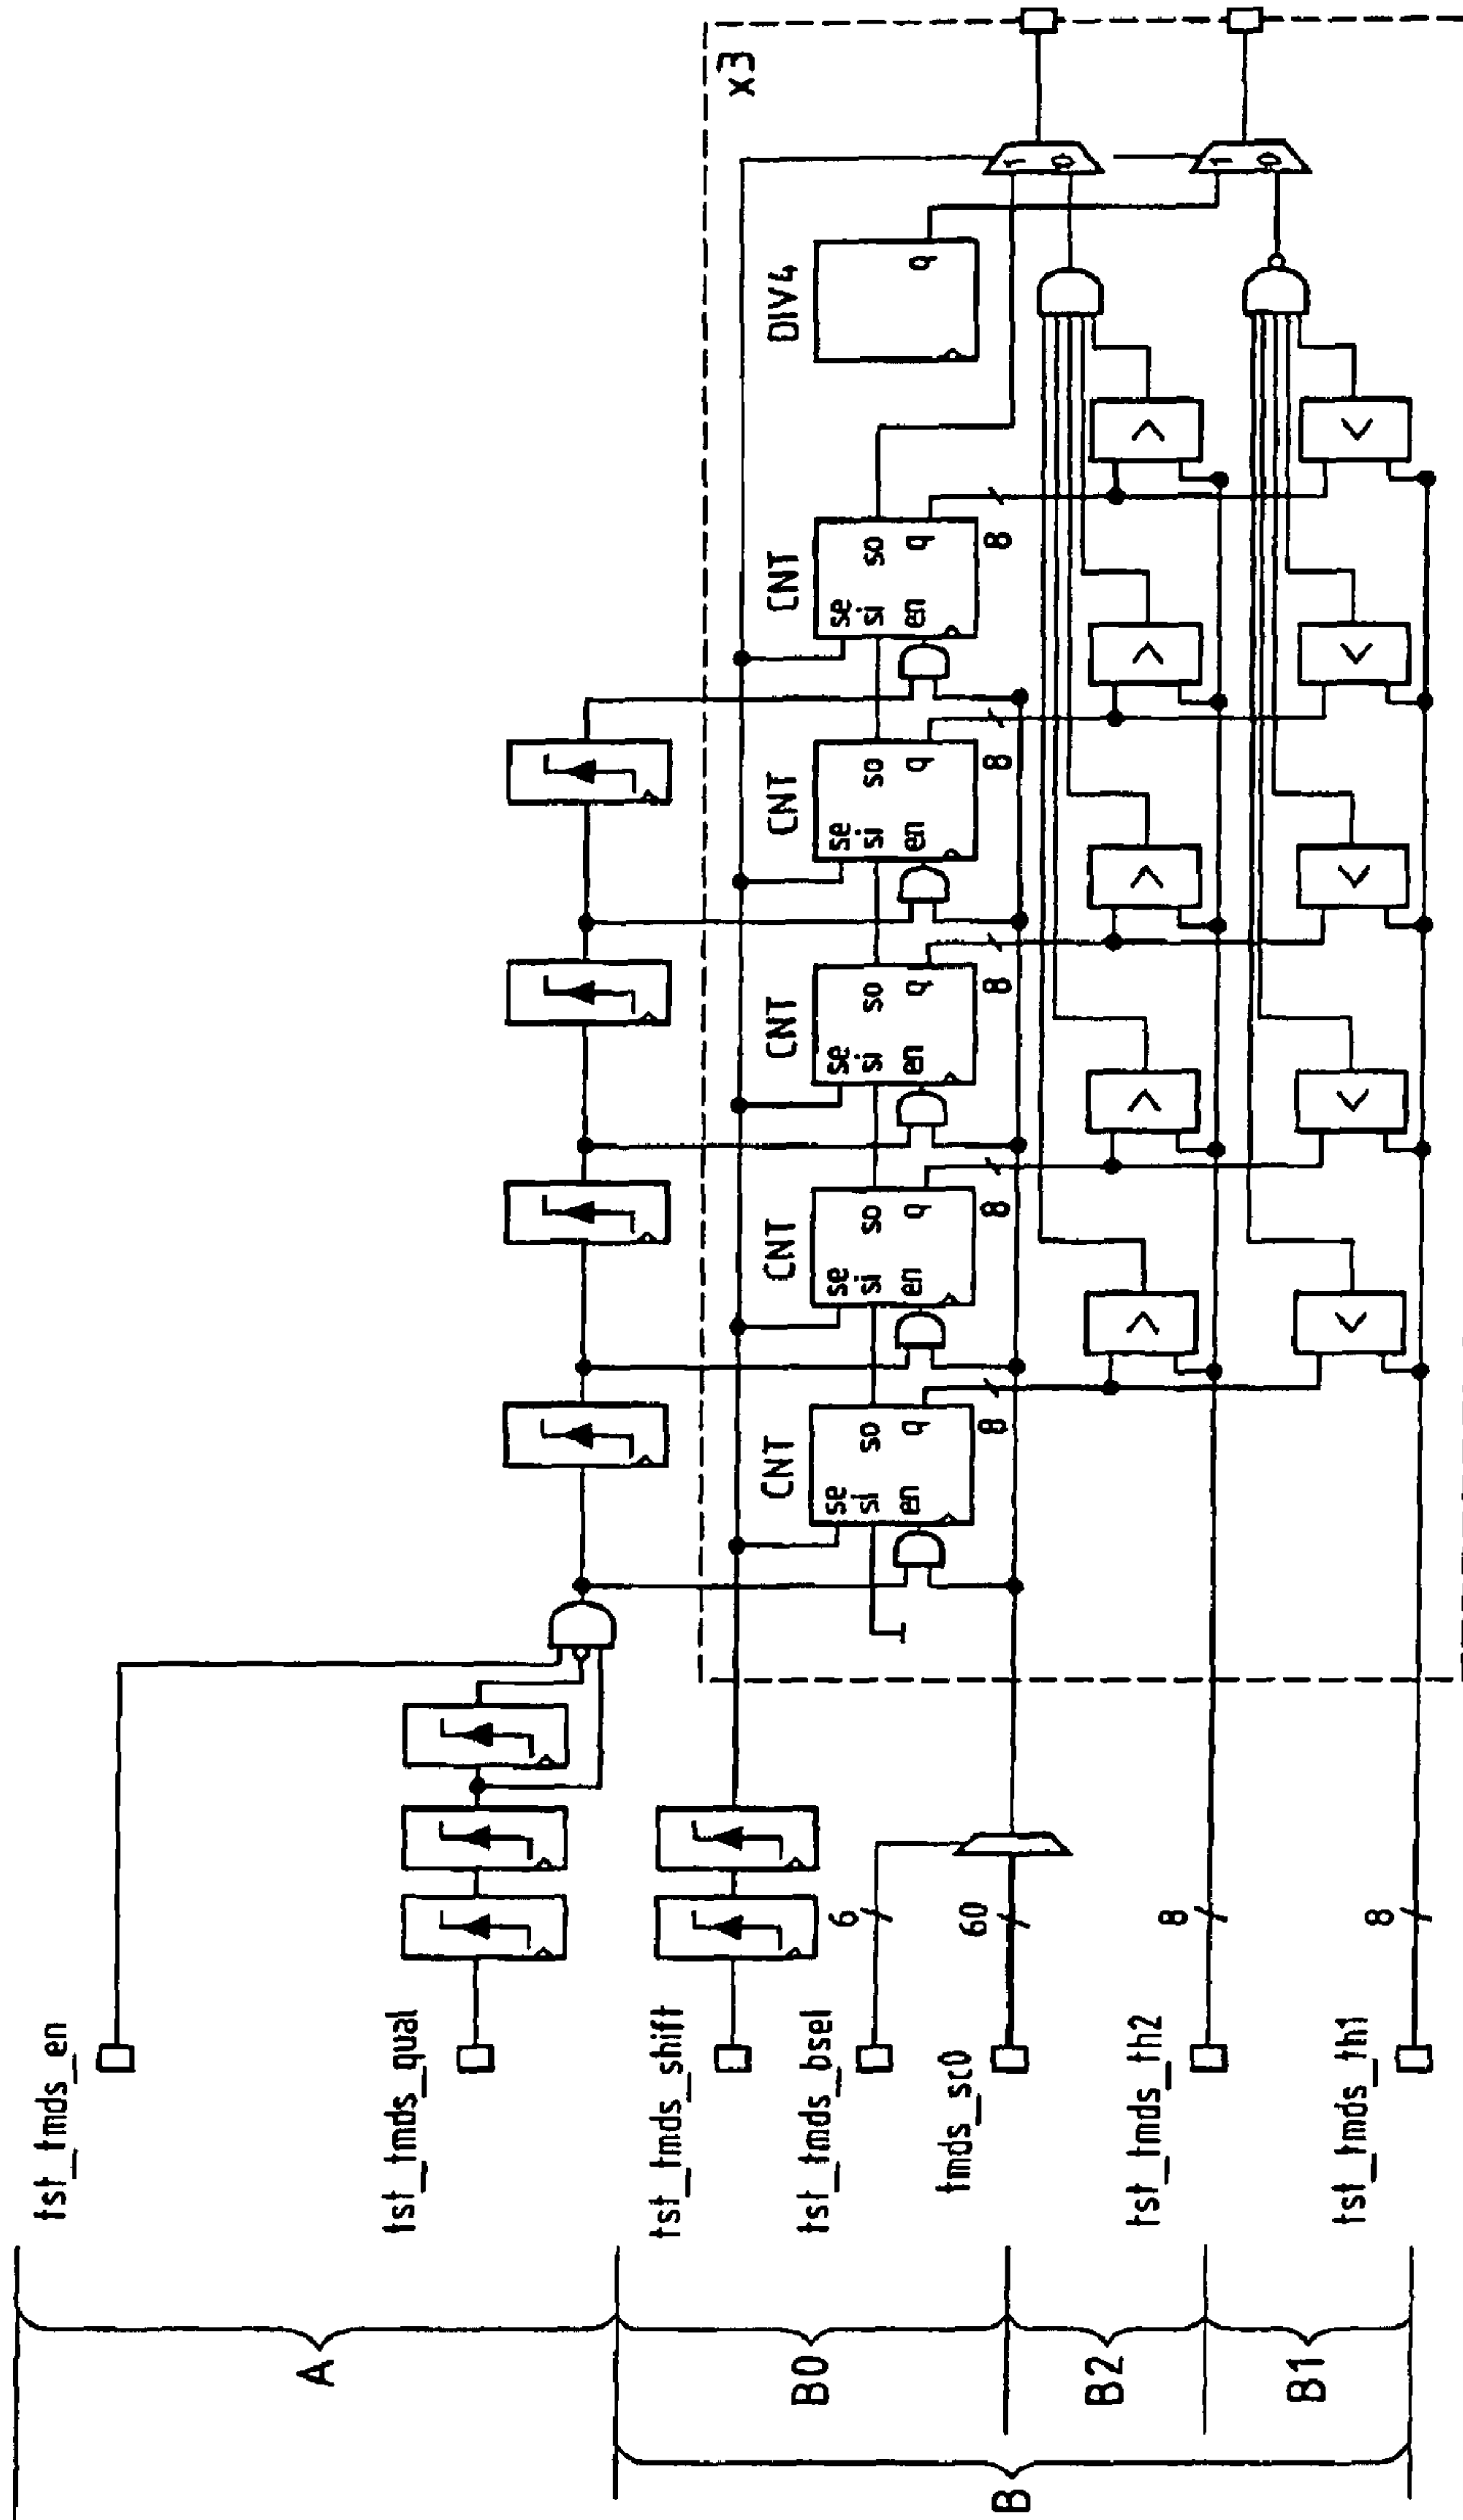 tst_tmds_en
A
tst_tmds_qual
tst_tmds_shift
x3
CNT CNT CNT CNT CNT DIV4
tst_tmds_bsel
B0
6
se se se se se
si so si so si so si so si so
en q en q en q en q en q q
tmds_sc0
60
8 8 8 8 8
B
1
0
B2
tst_tmds_th2
8
> > > > >
1
0
B1
tst_tmds_th1
8
< < < < <